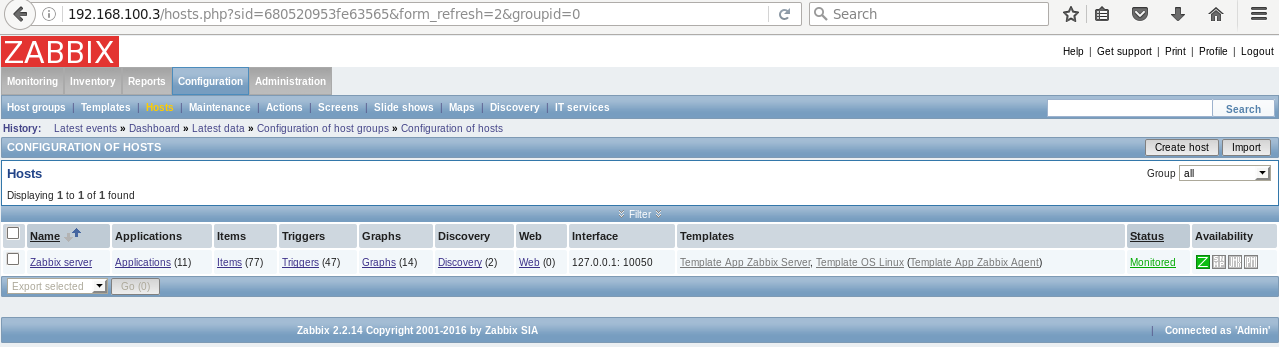 192.168.100.3/hosts.php?sid=680520953fe63565&form_refresh=2&groupid=0 Search
ZABBIX
Help | Get support | Print | Profile | Logout
Monitoring Inventory Reports Configuration Administration
Host groups | Templates | Hosts | Maintenance | Actions | Screens | Slide shows | Maps | Discovery | IT services Search
History: Latest events » Dashboard » Latest data » Configuration of host groups » Configuration of hosts
CONFIGURATION OF HOSTS Create host Import
Hosts Group all
Displaying 1 to 1 of 1 found
Filter
Name Applications Items Triggers Graphs Discovery Web Interface Templates Status Availability
Zabbix server Applications (11) Items (77) Triggers (47) Graphs (14) Discovery (2) Web (0) 127.0.0.1: 10050 Template App Zabbix Server, Template OS Linux (Template App Zabbix Agent) Monitored Z
Export selected Go (0)
Zabbix 2.2.14 Copyright 2001-2016 by Zabbix SIA | Connected as 'Admin'